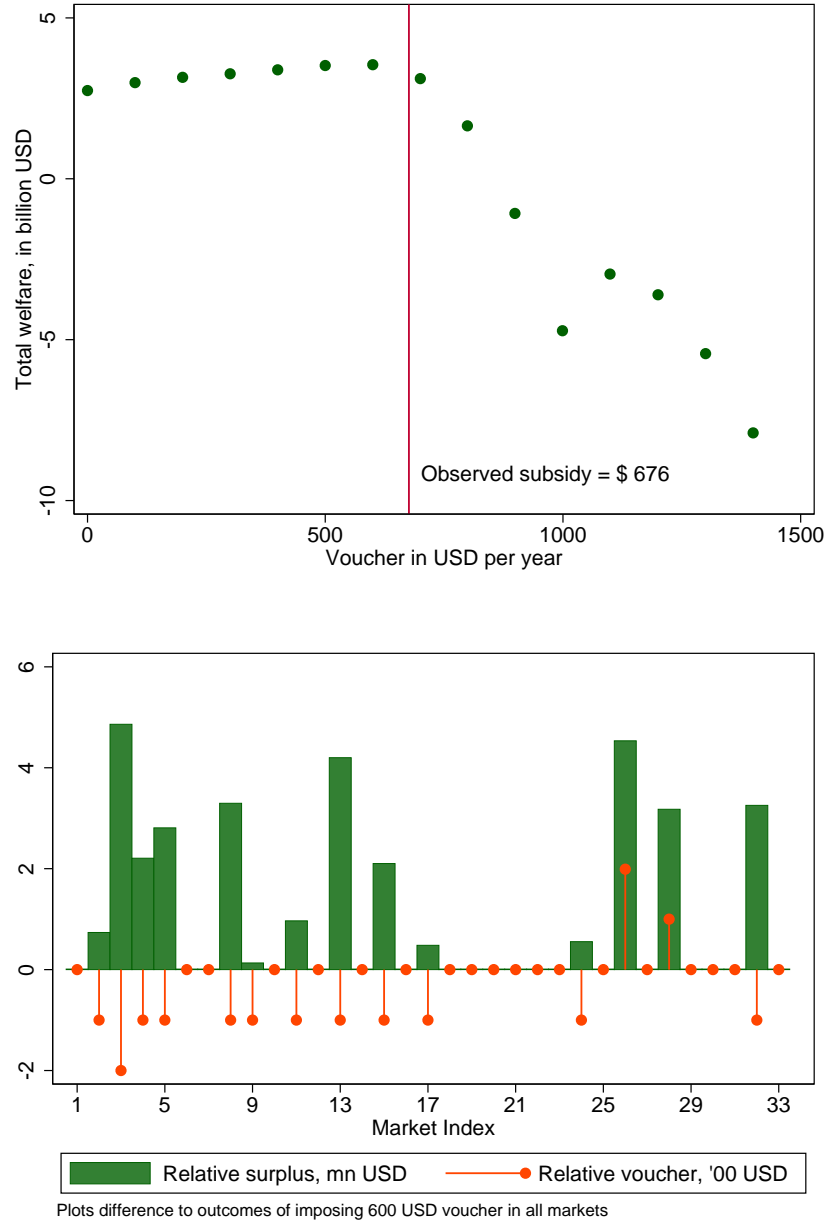 5
0
-5
-10
Total welfare, in billion USD
Observed subsidy = $ 676
0 500 1000 1500
Voucher in USD per year
6
4
2
0
-2
1 5 9 13 17 21 25 29 33
Market Index
Relative surplus, mn USD Relative voucher, '00 USD
Plots difference to outcomes of imposing 600 USD voucher in all markets